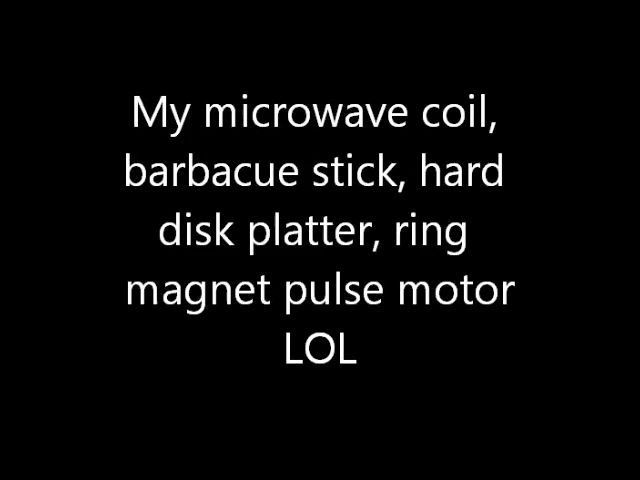 My microwave coil,
barbacue stick, hard
disk platter, ring
magnet pulse motor
LOL